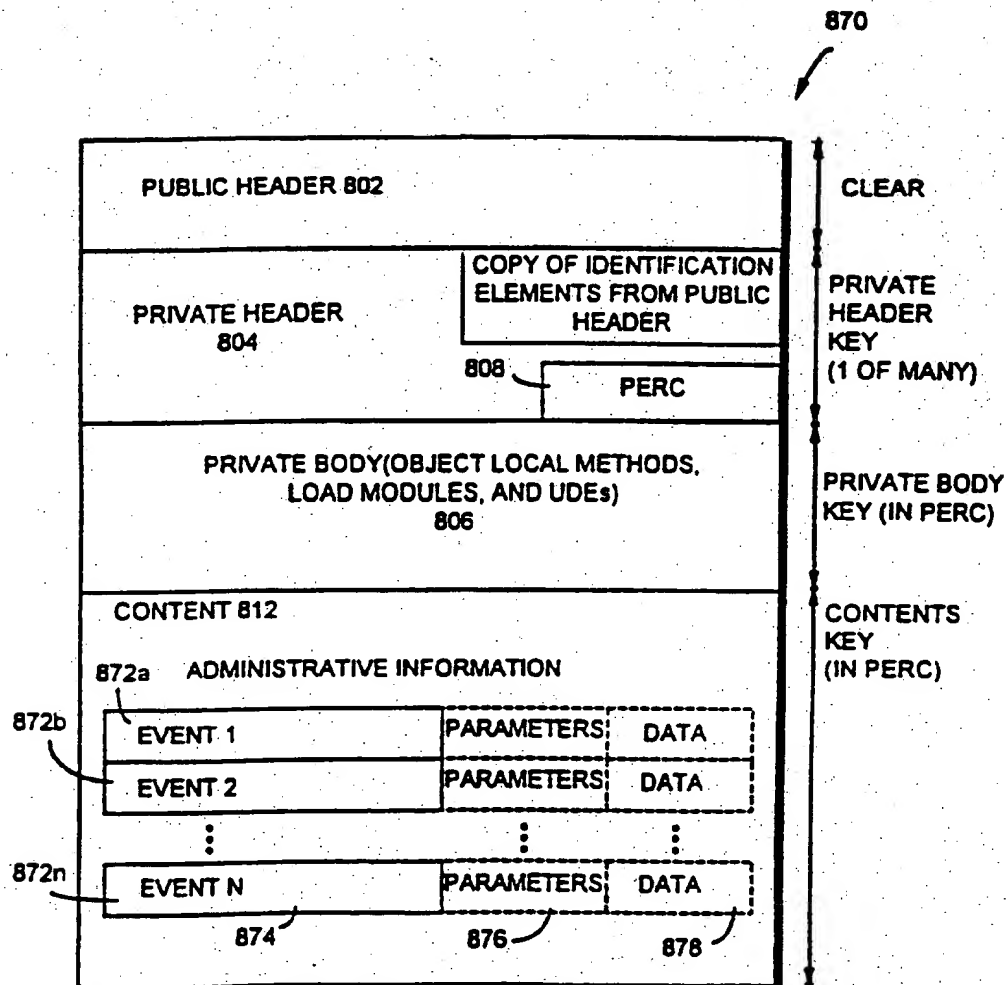 870
PUBLIC HEADER 802
CLEAR
PRIVATE HEADER
804
COPY OF IDENTIFICATION
ELEMENTS FROM PUBLIC
HEADER
808
PERC
PRIVATE
HEADER
KEY
(1 OF MANY)
PRIVATE BODY(OBJECT LOCAL METHODS,
LOAD MODULES, AND UDEs)
806
PRIVATE BODY
KEY (IN PERC)
CONTENT 812
CONTENTS
KEY
(IN PERC)
872a ADMINISTRATIVE INFORMATION
872b
EVENT 1 PARAMETERS DATA
EVENT 2 PARAMETERS DATA
872n
EVENT N PARAMETERS DATA
874 876 878